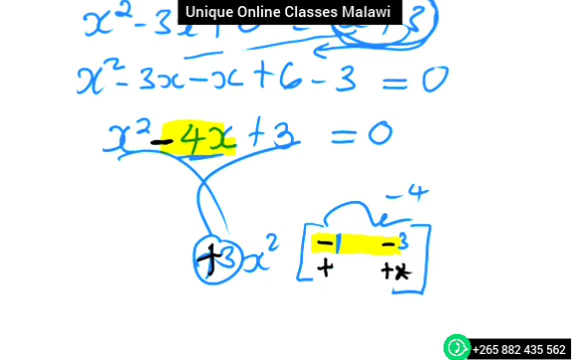 Unique Online Classes Malawi
x² - 3x + 6 = x + 3
x² - 3x - x + 6 - 3 = 0
x² - 4x + 3 = 0
-4
+3x² [ -1 -3
+ +x ]
+265 882 435 562